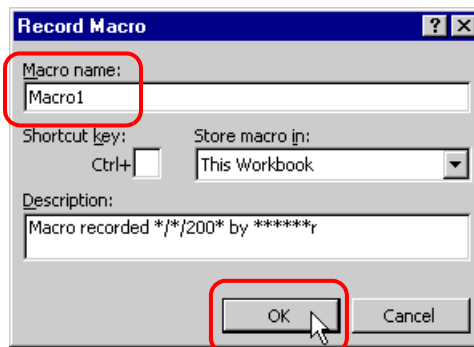 Record Macro
Macro name:
Macro1
Shortcut key: Store macro in:
Ctrl+ This Workbook
Description:
Macro recorded */*/200* by ******r
OK Cancel